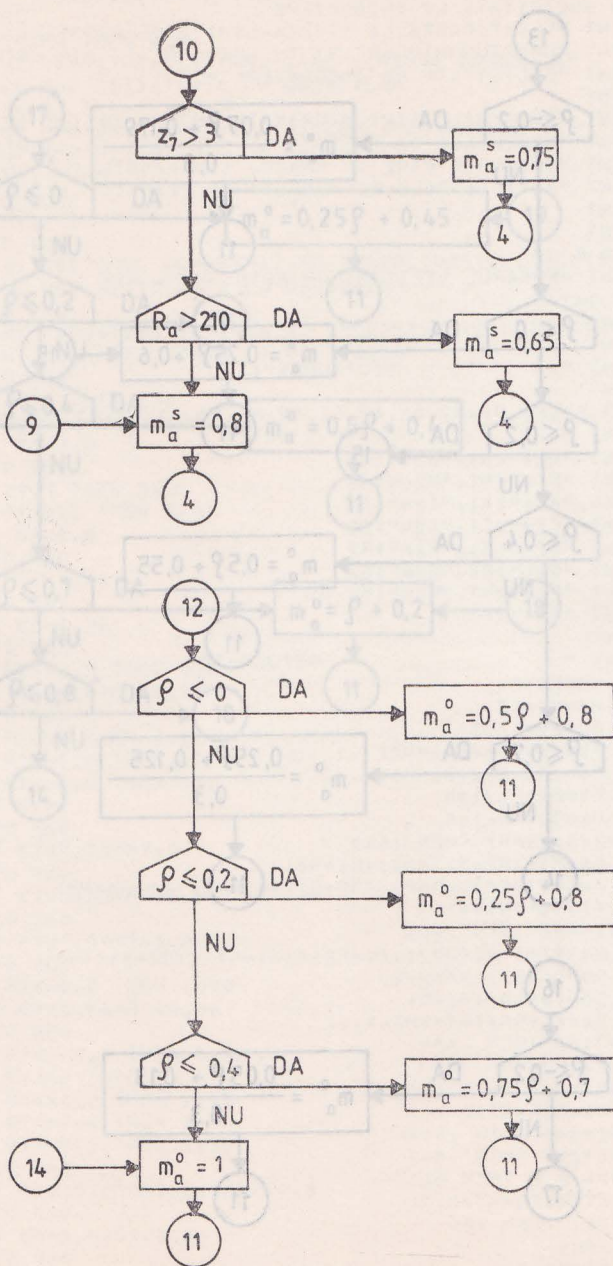 10
z₇ > 3 DA
m_a^s = 0,75
NU
4
R_a > 210 DA
m_a^s = 0,65
NU
4
9 m_a^s = 0,8
4
12
ρ ≤ 0 DA
m_a^o = 0,5ρ + 0,8
NU
11
ρ ≤ 0,2 DA
m_a^o = 0,25ρ + 0,8
NU
11
ρ ≤ 0,4 DA
m_a^o = 0,75ρ + 0,7
NU
11
14 m_a^o = 1
11